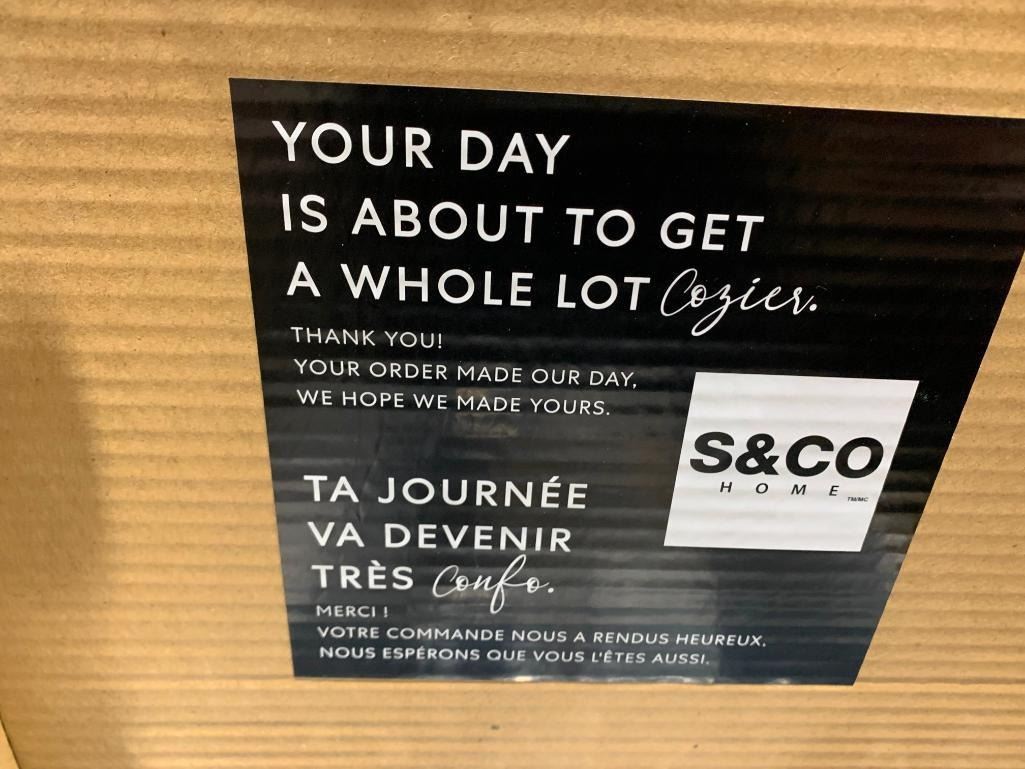 YOUR DAY
IS ABOUT TO GET
A WHOLE LOT Cozier.
THANK YOU!
YOUR ORDER MADE OUR DAY,
WE HOPE WE MADE YOURS.
S&CO
HOME TM/MC
TA JOURNÉE
VA DEVENIR
TRÈS Confo.
MERCI !
VOTRE COMMANDE NOUS A RENDUS HEUREUX.
NOUS ESPÉRONS QUE VOUS L'ÊTES AUSSI.